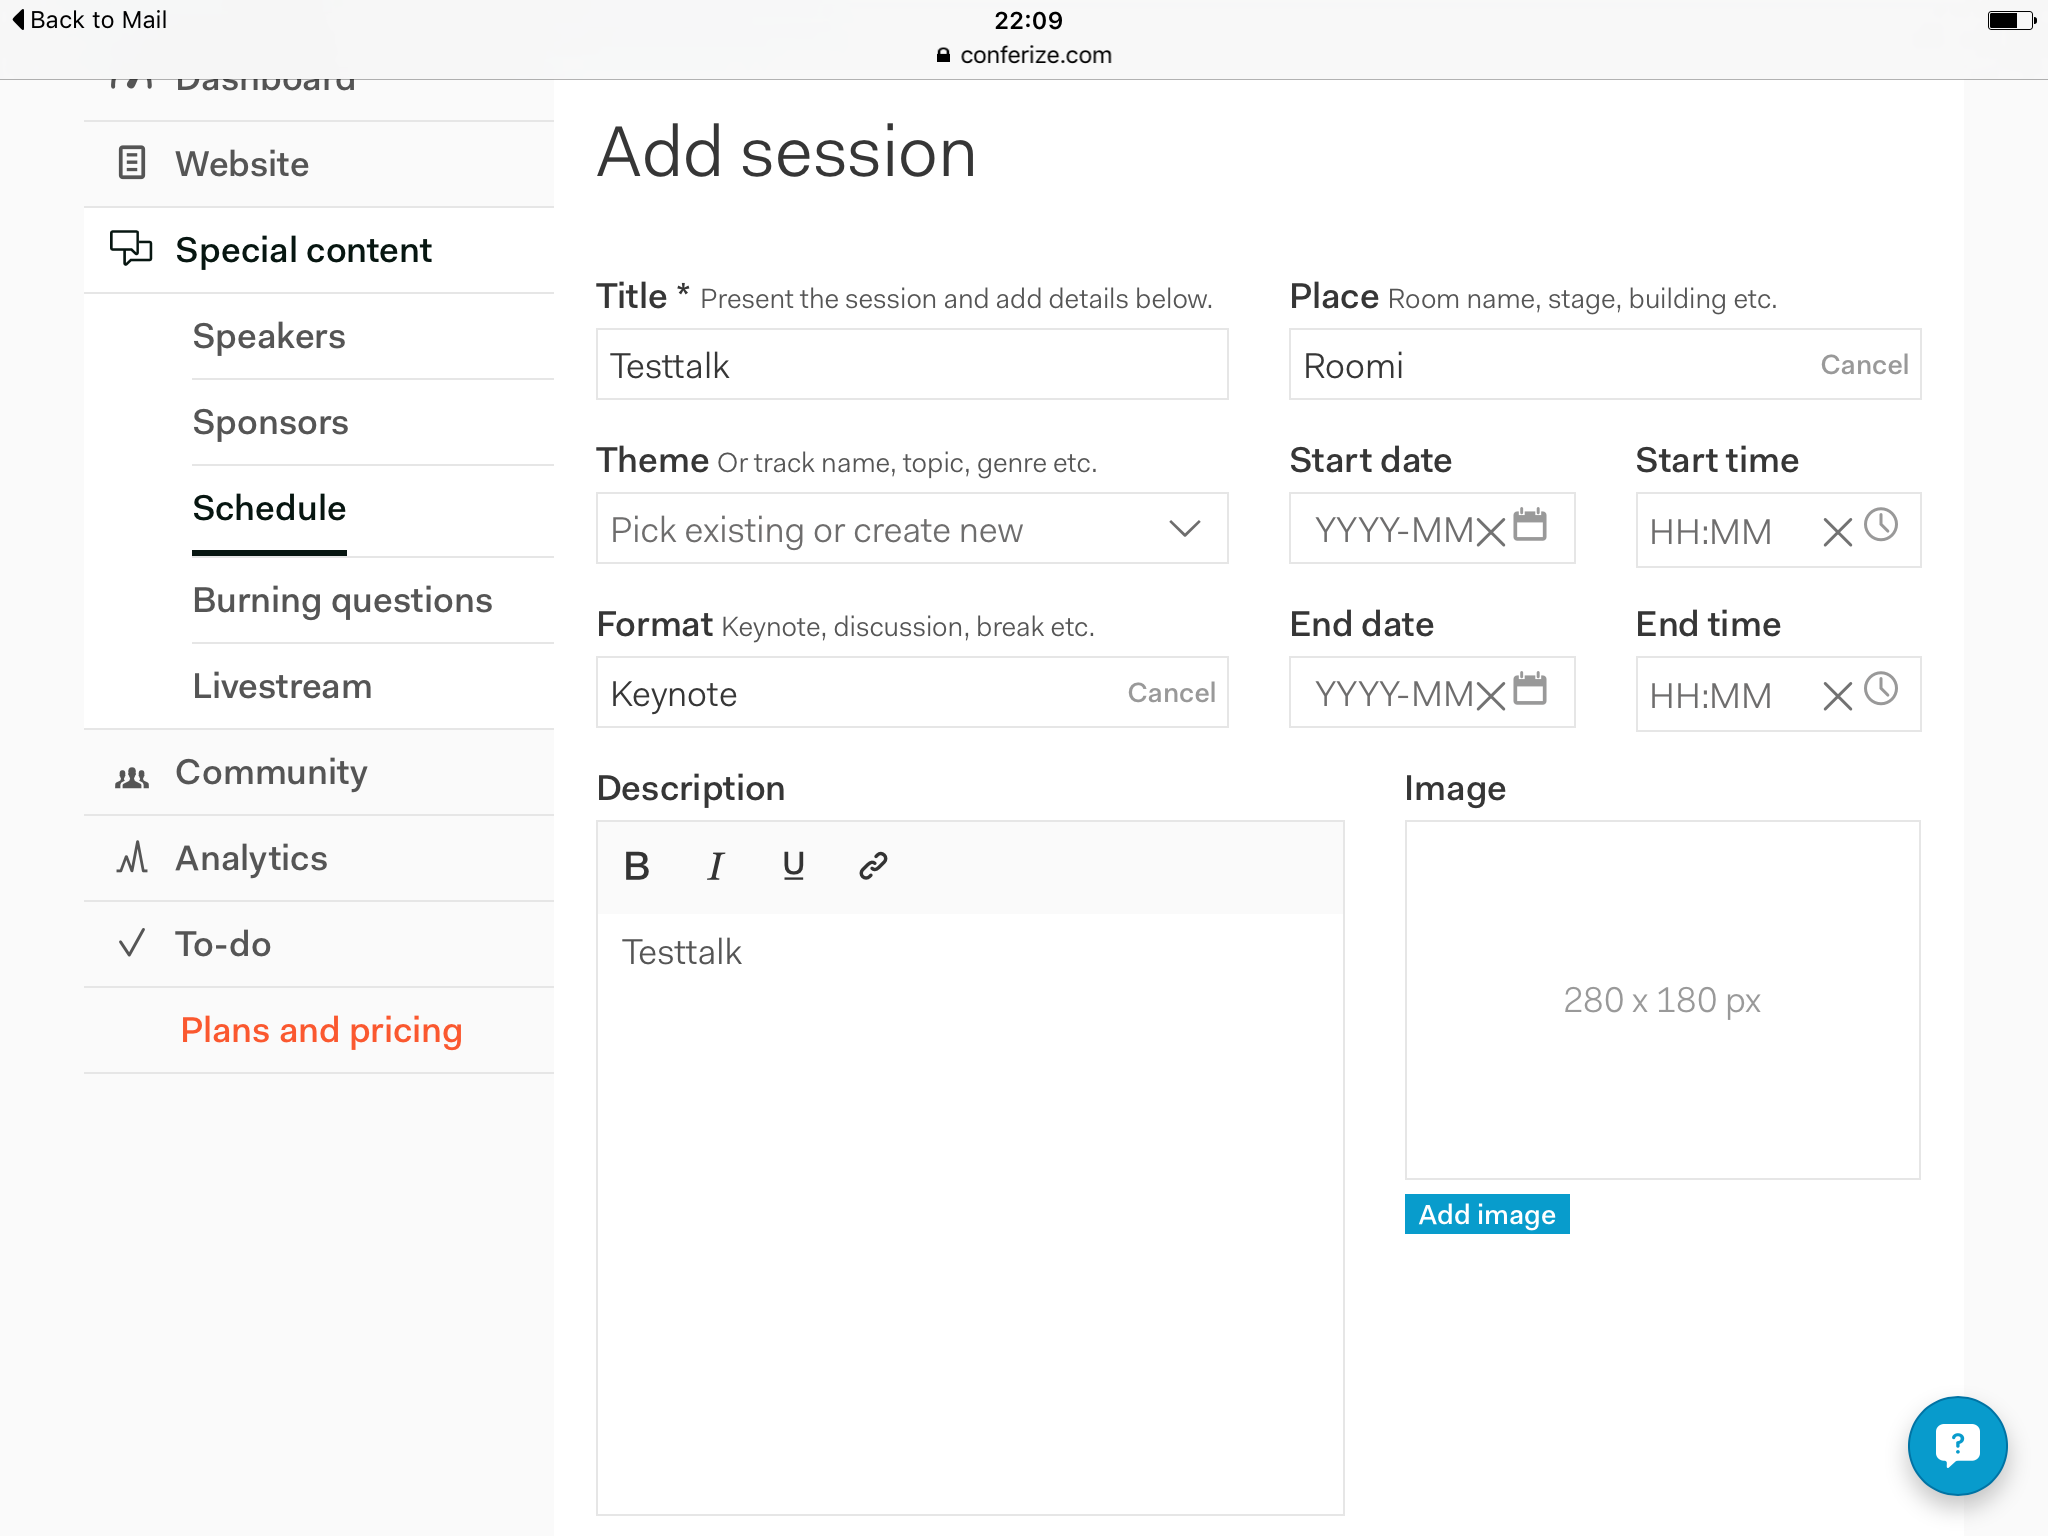 Back to Mail
22:09
conferize.com
Dashboard
Website
Special content
Speakers
Sponsors
Schedule
Burning questions
Livestream
Community
Analytics
To-do
Plans and pricing
Add session
Title * Present the session and add details below.
Testtalk
Place Room name, stage, building etc.
Roomi Cancel
Theme Or track name, topic, genre etc.
Pick existing or create new
Start date
YYYY-MM
Start time
HH:MM
Format Keynote, discussion, break etc.
Keynote Cancel
End date
YYYY-MM
End time
HH:MM
Description
B I U
Testtalk
Image
280 x 180 px
Add image
?